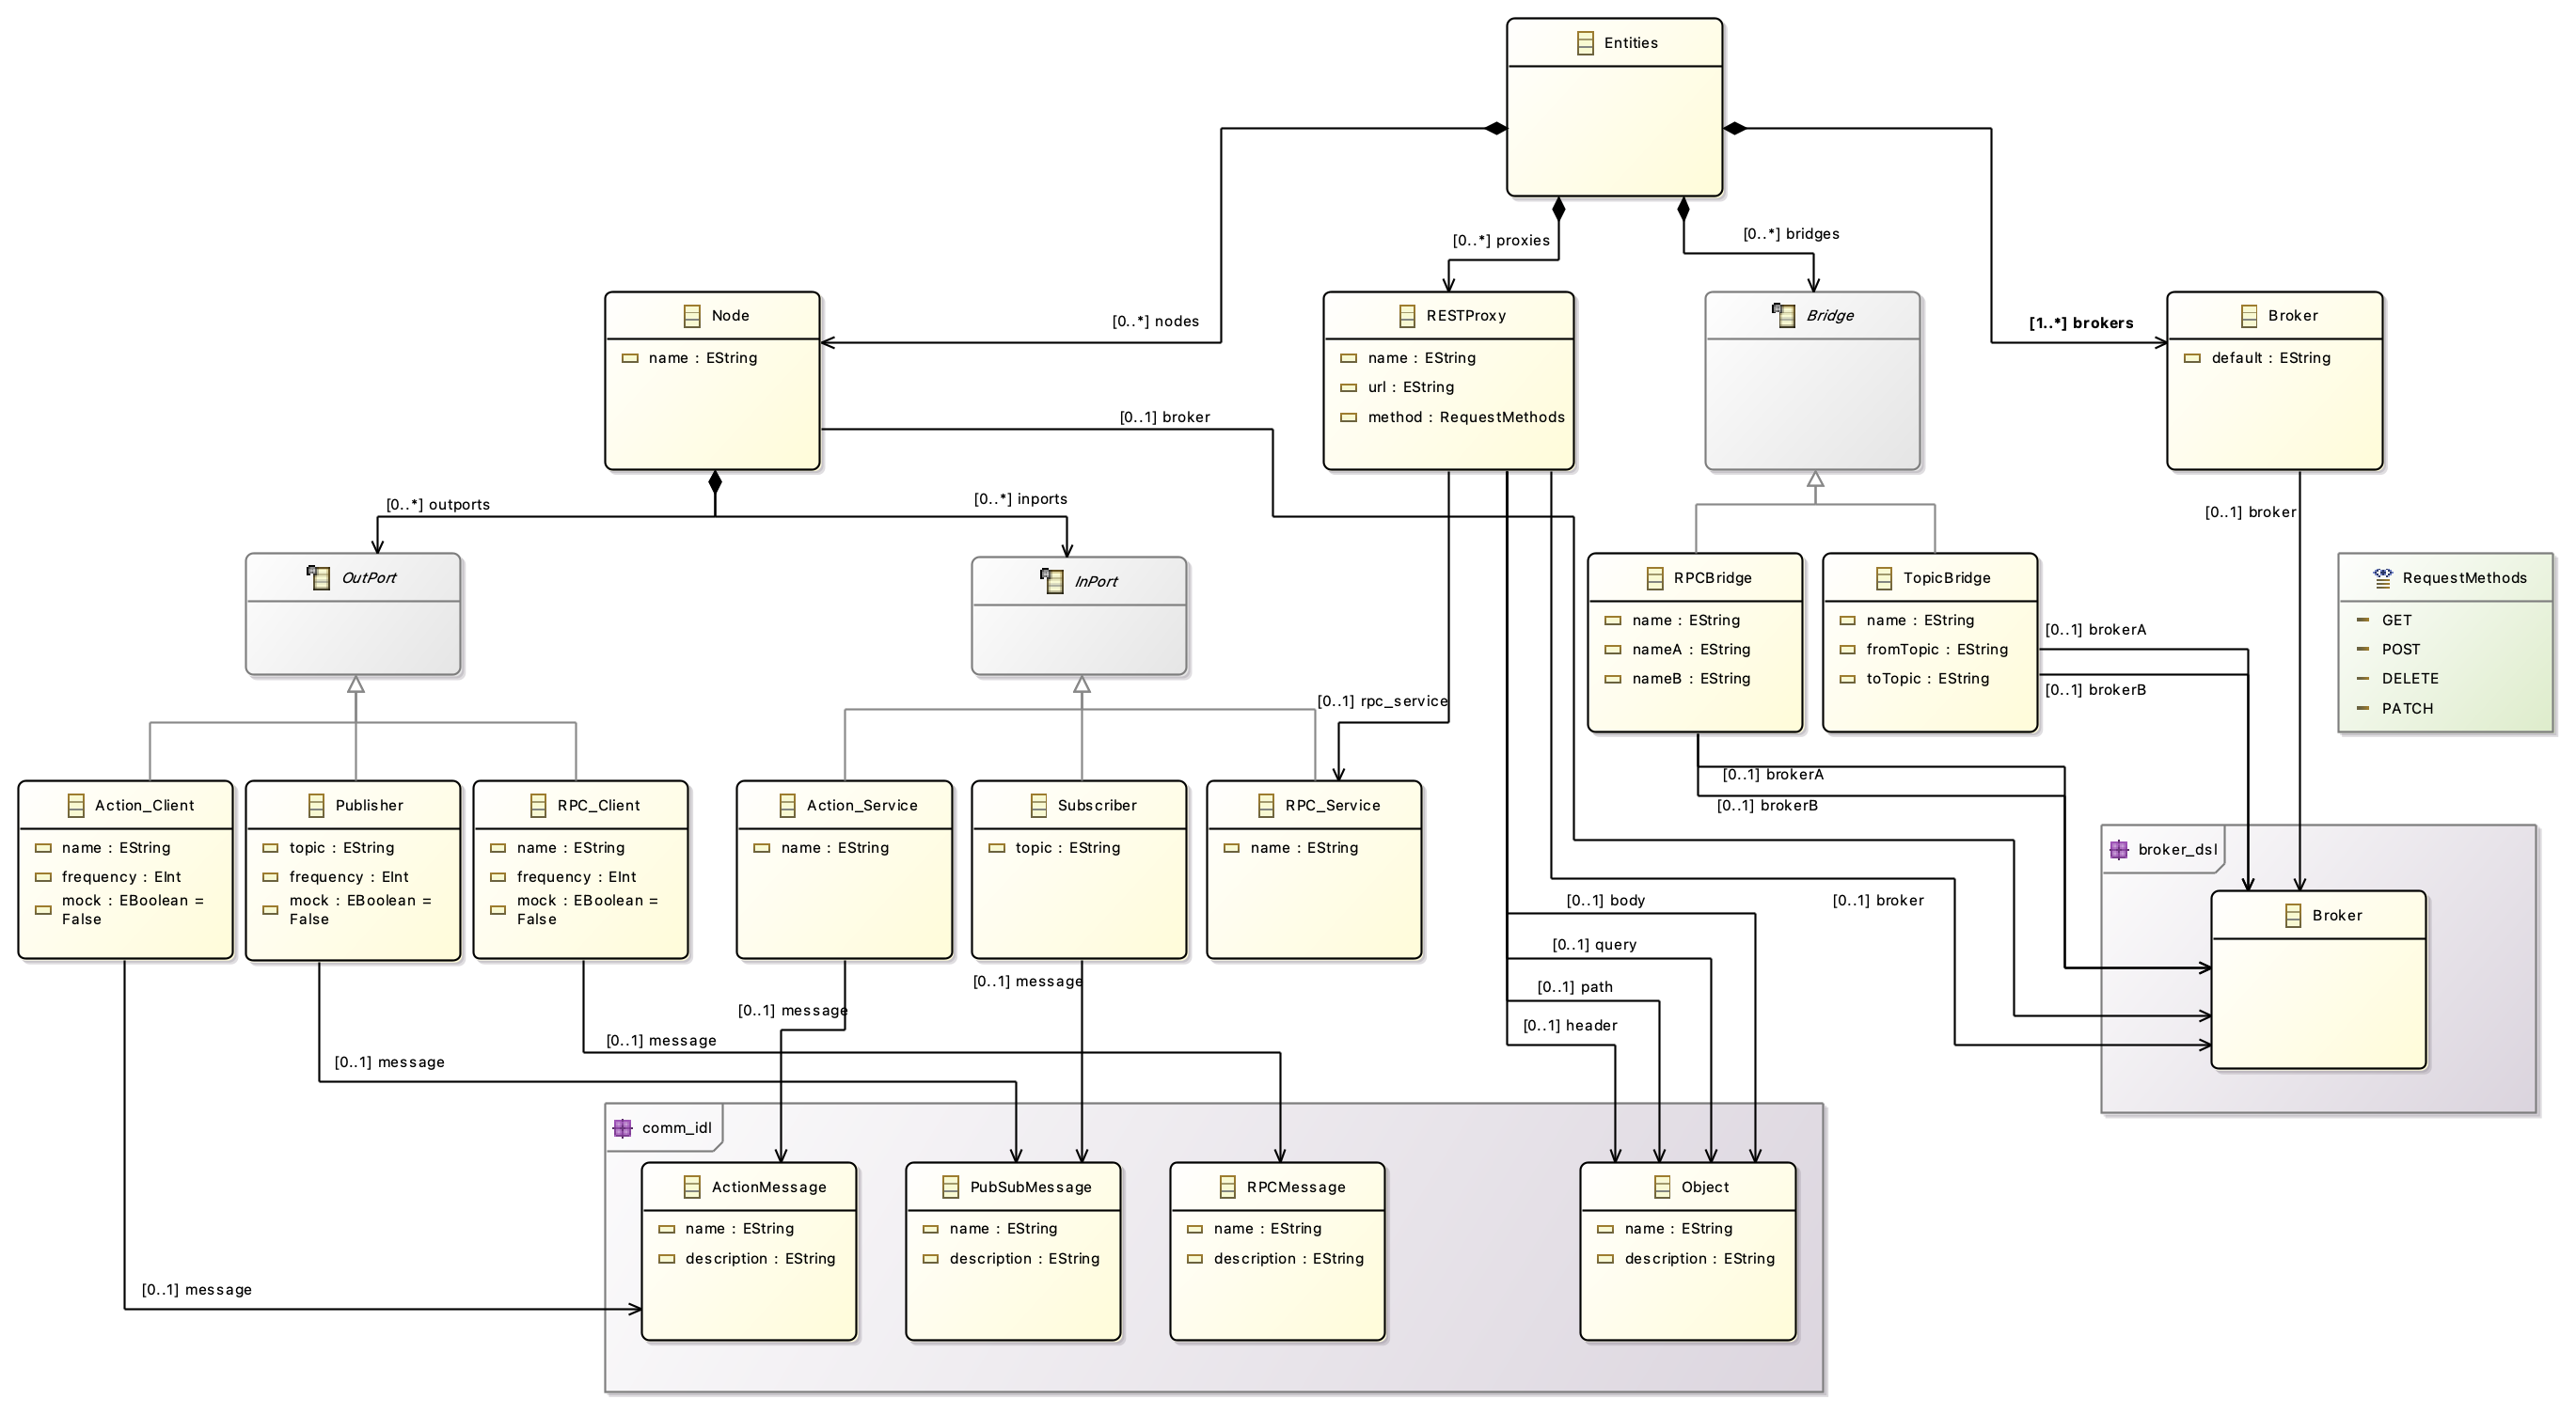 Entities
[0..*] proxies
[0..*] bridges
[0..*] nodes
[1..*] brokers
Node
name : EString
RESTProxy
name : EString
url : EString
method : RequestMethods
Bridge
Broker
default : EString
[0..1] broker
[0..*] outports
[0..*] inports
[0..1] broker
OutPort
InPort
RPCBridge
name : EString
nameA : EString
nameB : EString
TopicBridge
name : EString
fromTopic : EString
toTopic : EString
[0..1] brokerA
[0..1] brokerB
RequestMethods
GET
POST
DELETE
PATCH
[0..1] rpc_service
[0..1] brokerA
[0..1] brokerB
Action_Client
name : EString
frequency : EInt
mock : EBoolean =
False
Publisher
topic : EString
frequency : EInt
mock : EBoolean =
False
RPC_Client
name : EString
frequency : EInt
mock : EBoolean =
False
Action_Service
name : EString
Subscriber
topic : EString
RPC_Service
name : EString
broker_dsl
Broker
[0..1] body
[0..1] broker
[0..1] query
[0..1] path
[0..1] header
[0..1] message
[0..1] message
[0..1] message
[0..1] message
comm_idl
ActionMessage
name : EString
description : EString
PubSubMessage
name : EString
description : EString
RPCMessage
name : EString
description : EString
Object
name : EString
description : EString
[0..1] message